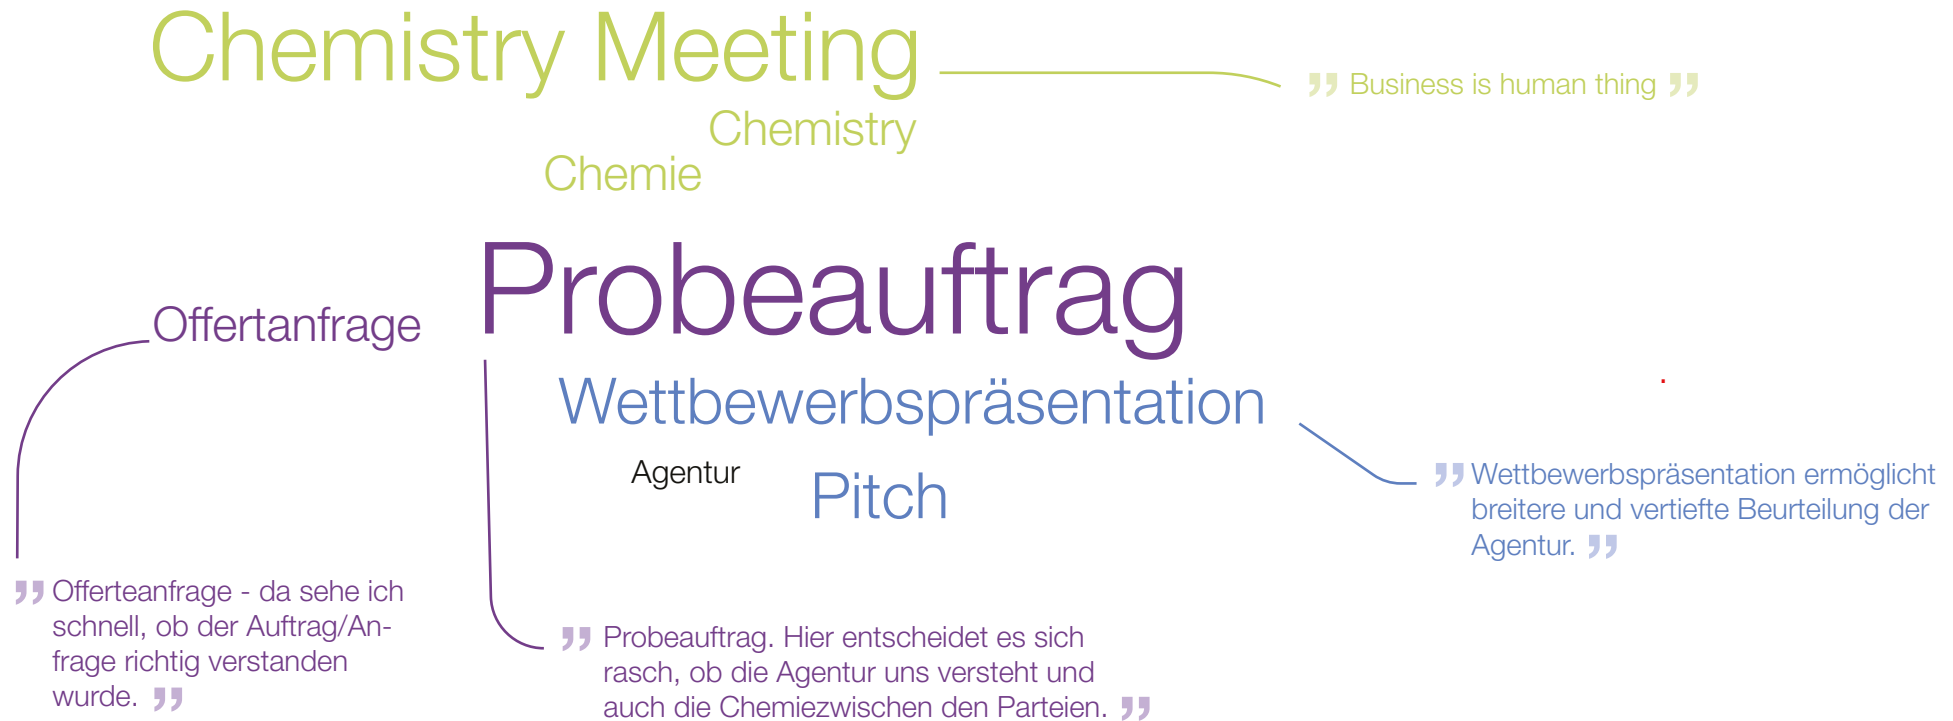 Chemistry Meeting
„ Business is human thing „
Chemistry
Chemie
Probeauftrag
Offertanfrage
Wettbewerbspräsentation
Agentur
Pitch
„ Wettbewerbspräsentation ermöglicht
breitere und vertiefte Beurteilung der
Agentur. „
„ Offerteanfrage - da sehe ich
schnell, ob der Auftrag/An-
frage richtig verstanden
wurde. „
„ Probeauftrag. Hier entscheidet es sich
rasch, ob die Agentur uns versteht und
auch die Chemiezwischen den Parteien. „